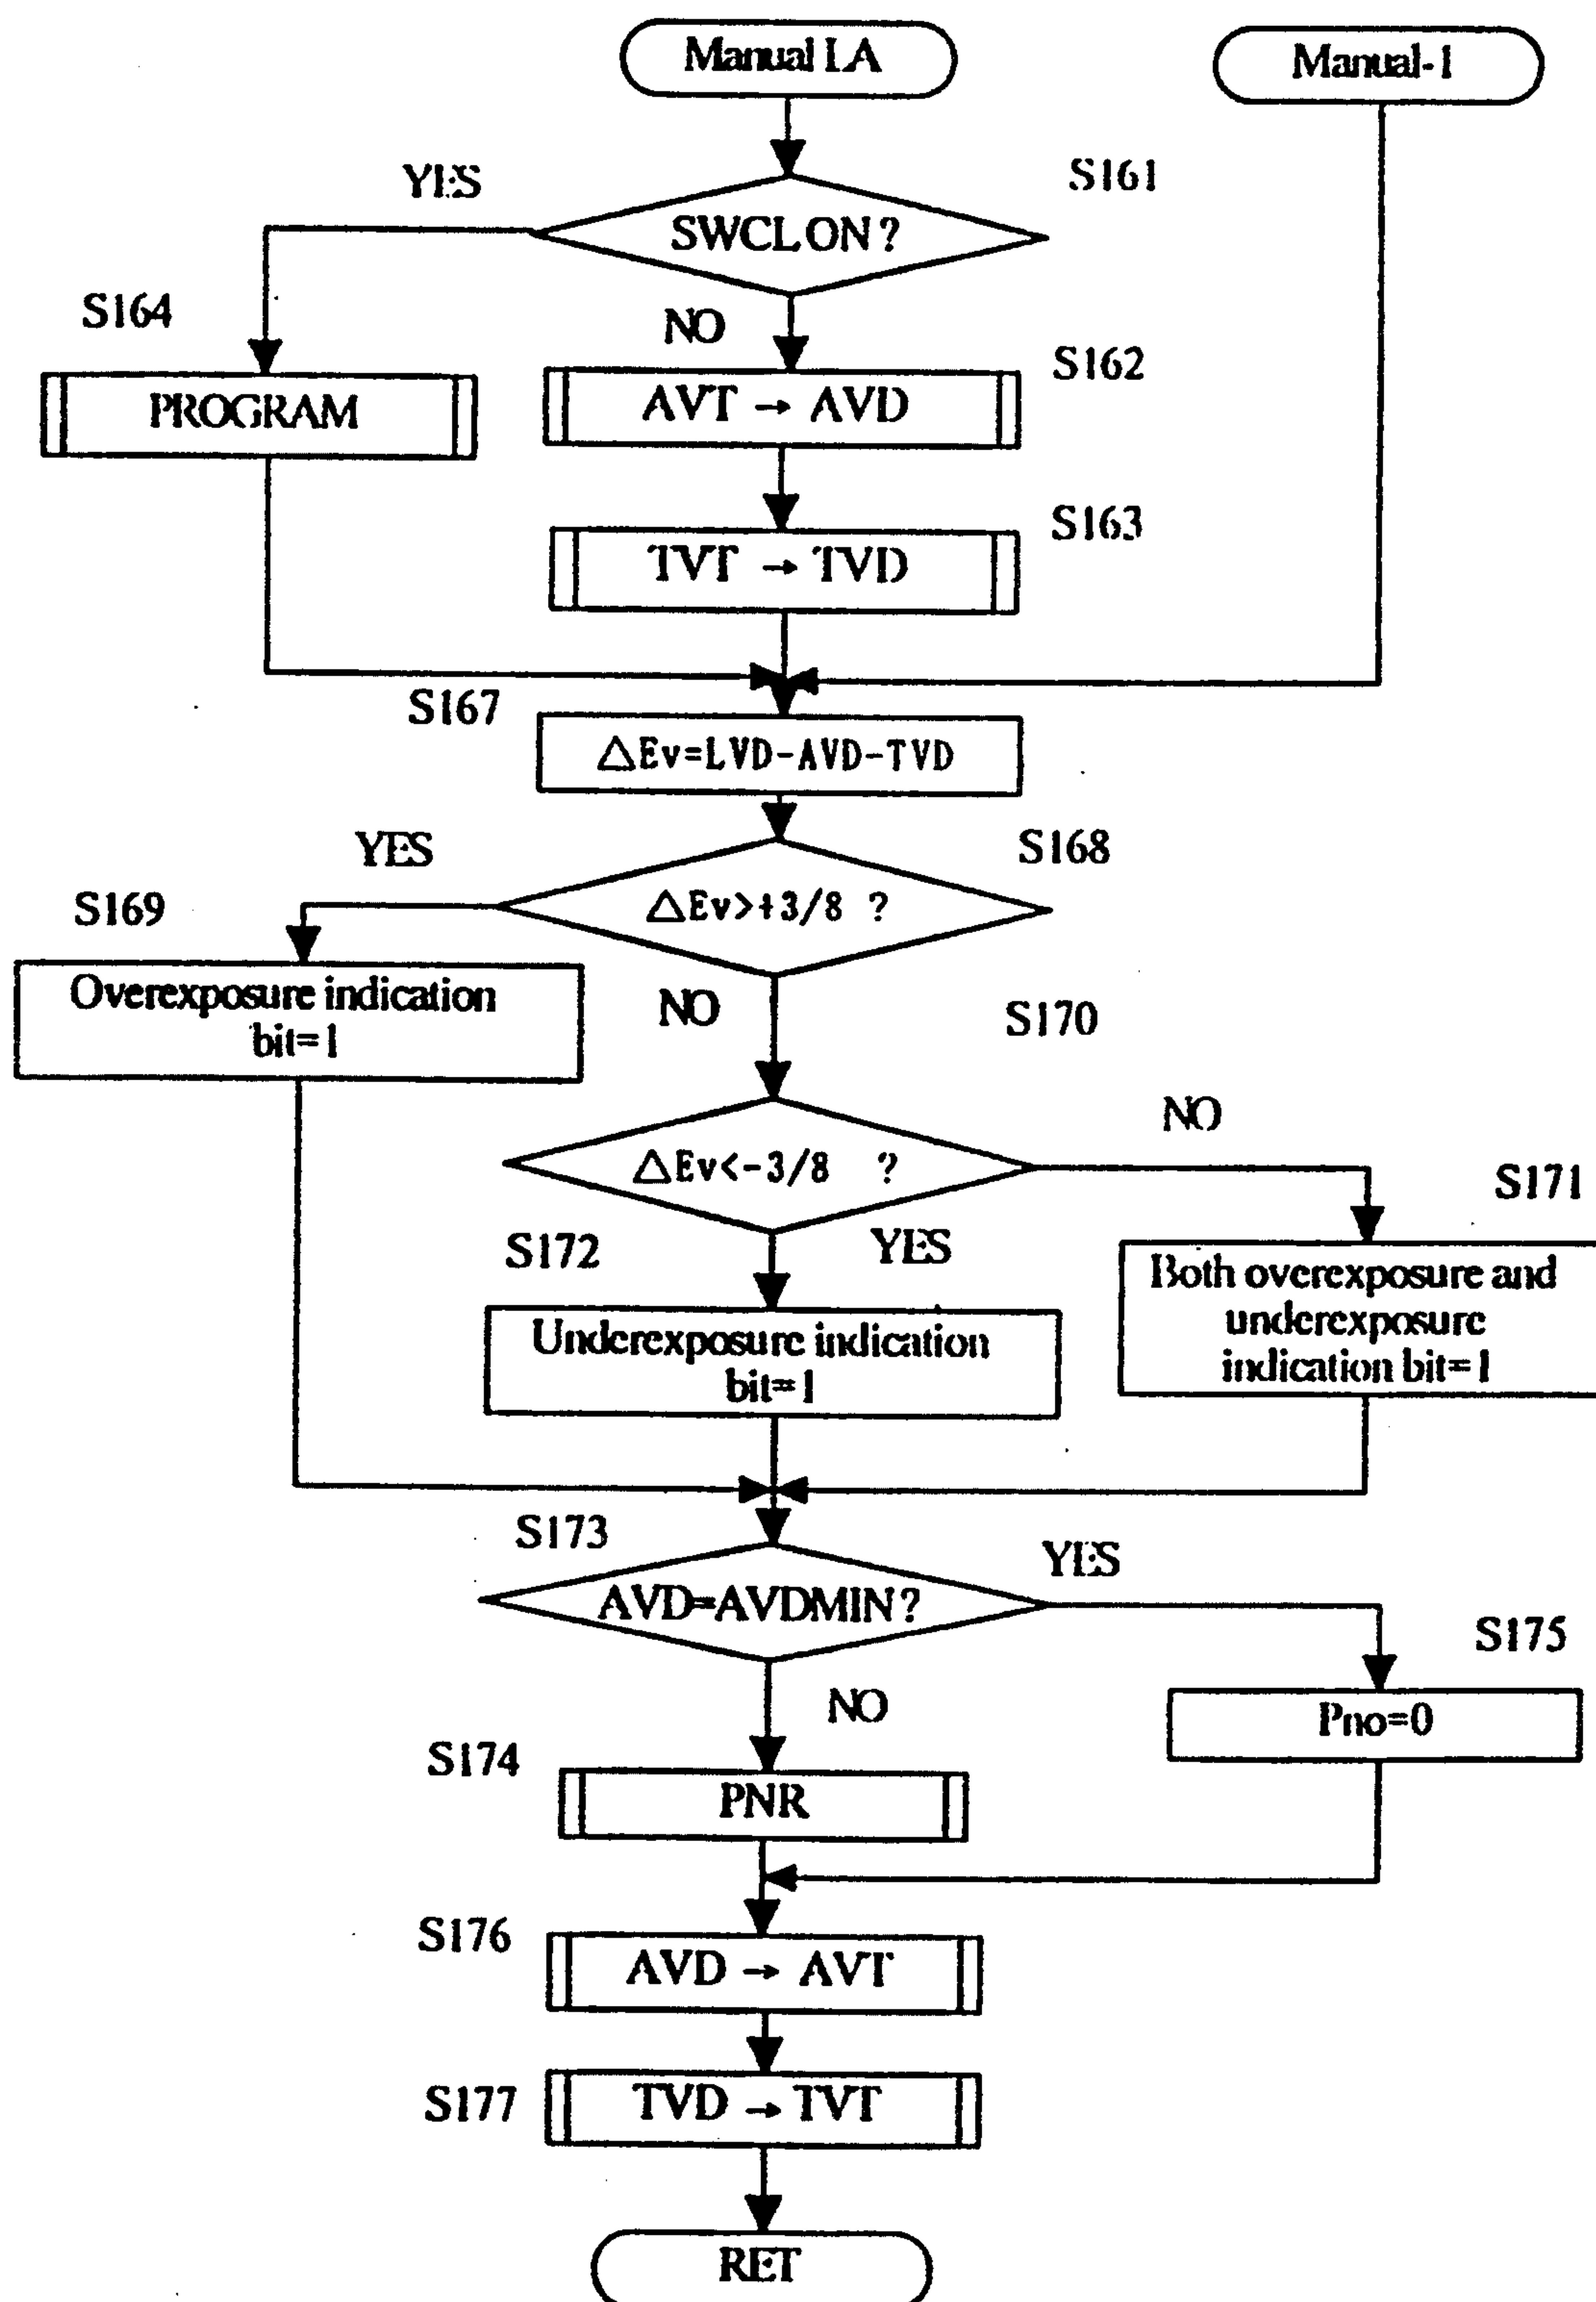 Manual LA
Manual-1
YES
S161
SWCL ON ?
S164
NO
S162
PROGRAM
AVT → AVD
S163
TVT → TVD
S167
△Ev=LVD-AVD-TVD
YES
S168
△Ev>+3/8 ?
S169
Overexposure indication
bit=1
NO
S170
NO
△Ev<-3/8 ?
S171
S172
YES
Both overexposure and
underexposure
indication bit=1
Underexposure indication
bit=1
S173
YES
AVD=AVDMIN?
S175
NO
Pno=0
S174
PNR
S176
AVD → AVT
S177
TVD → TVT
RET